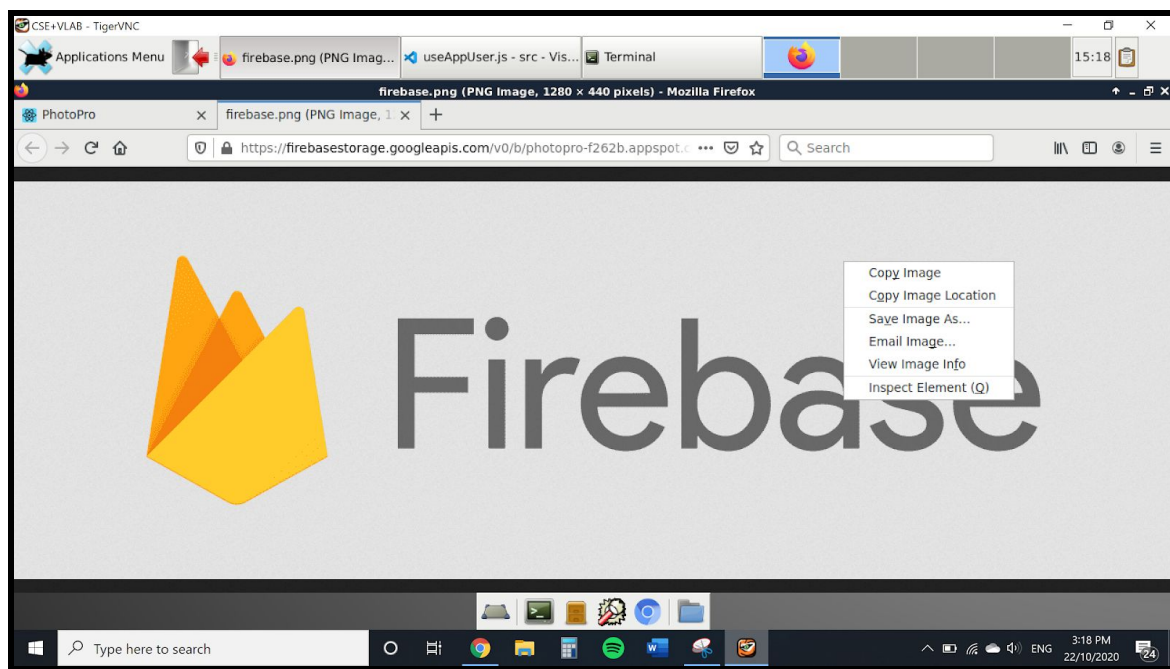 CSE+VLAB - TigerVNC
Applications Menu firebase.png (PNG Imag... useAppUser.js - src - Vis... Terminal 15:18
firebase.png (PNG Image, 1280 × 440 pixels) - Mozilla Firefox
PhotoPro firebase.png (PNG Image, 1
https://firebasestorage.googleapis.com/v0/b/photopro-f262b.appspot.c Search
Firebase
Copy Image
Copy Image Location
Save Image As...
Email Image...
View Image Info
Inspect Element (Q)
Type here to search ENG 3:18 PM
22/10/2020 24